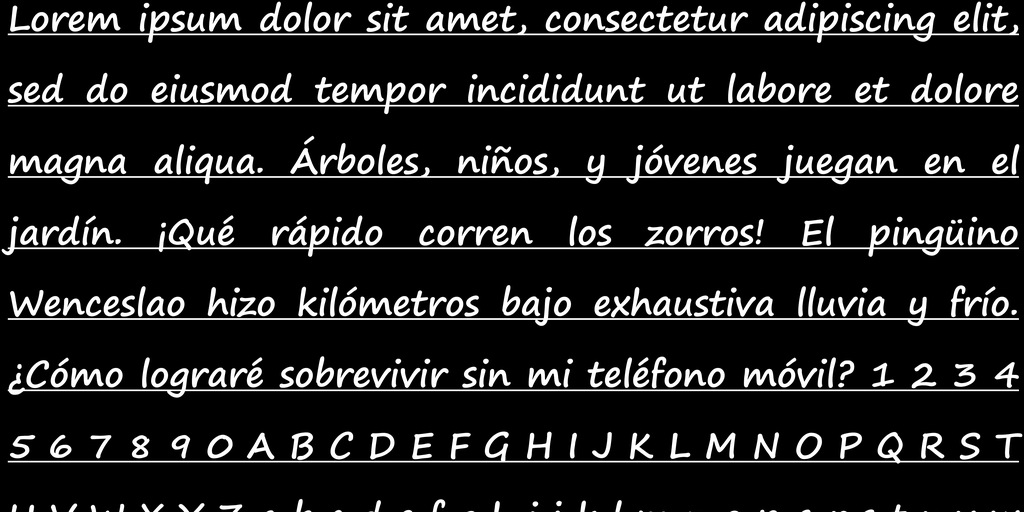 Lorem ipsum dolor sit amet, consectetur adipiscing elit,
sed do eiusmod tempor incididunt ut labore et dolore
magna aliqua. Árboles, niños, y jóvenes juegan en el
jardín. ¡Qué rápido corren los zorros! El pingüino
Wenceslao hizo kilómetros bajo exhaustiva lluvia y frío.
¿Cómo lograré sobrevivir sin mi teléfono móvil? 1 2 3 4
5 6 7 8 9 0 A B C D E F G H I J K L M N O P Q R S T